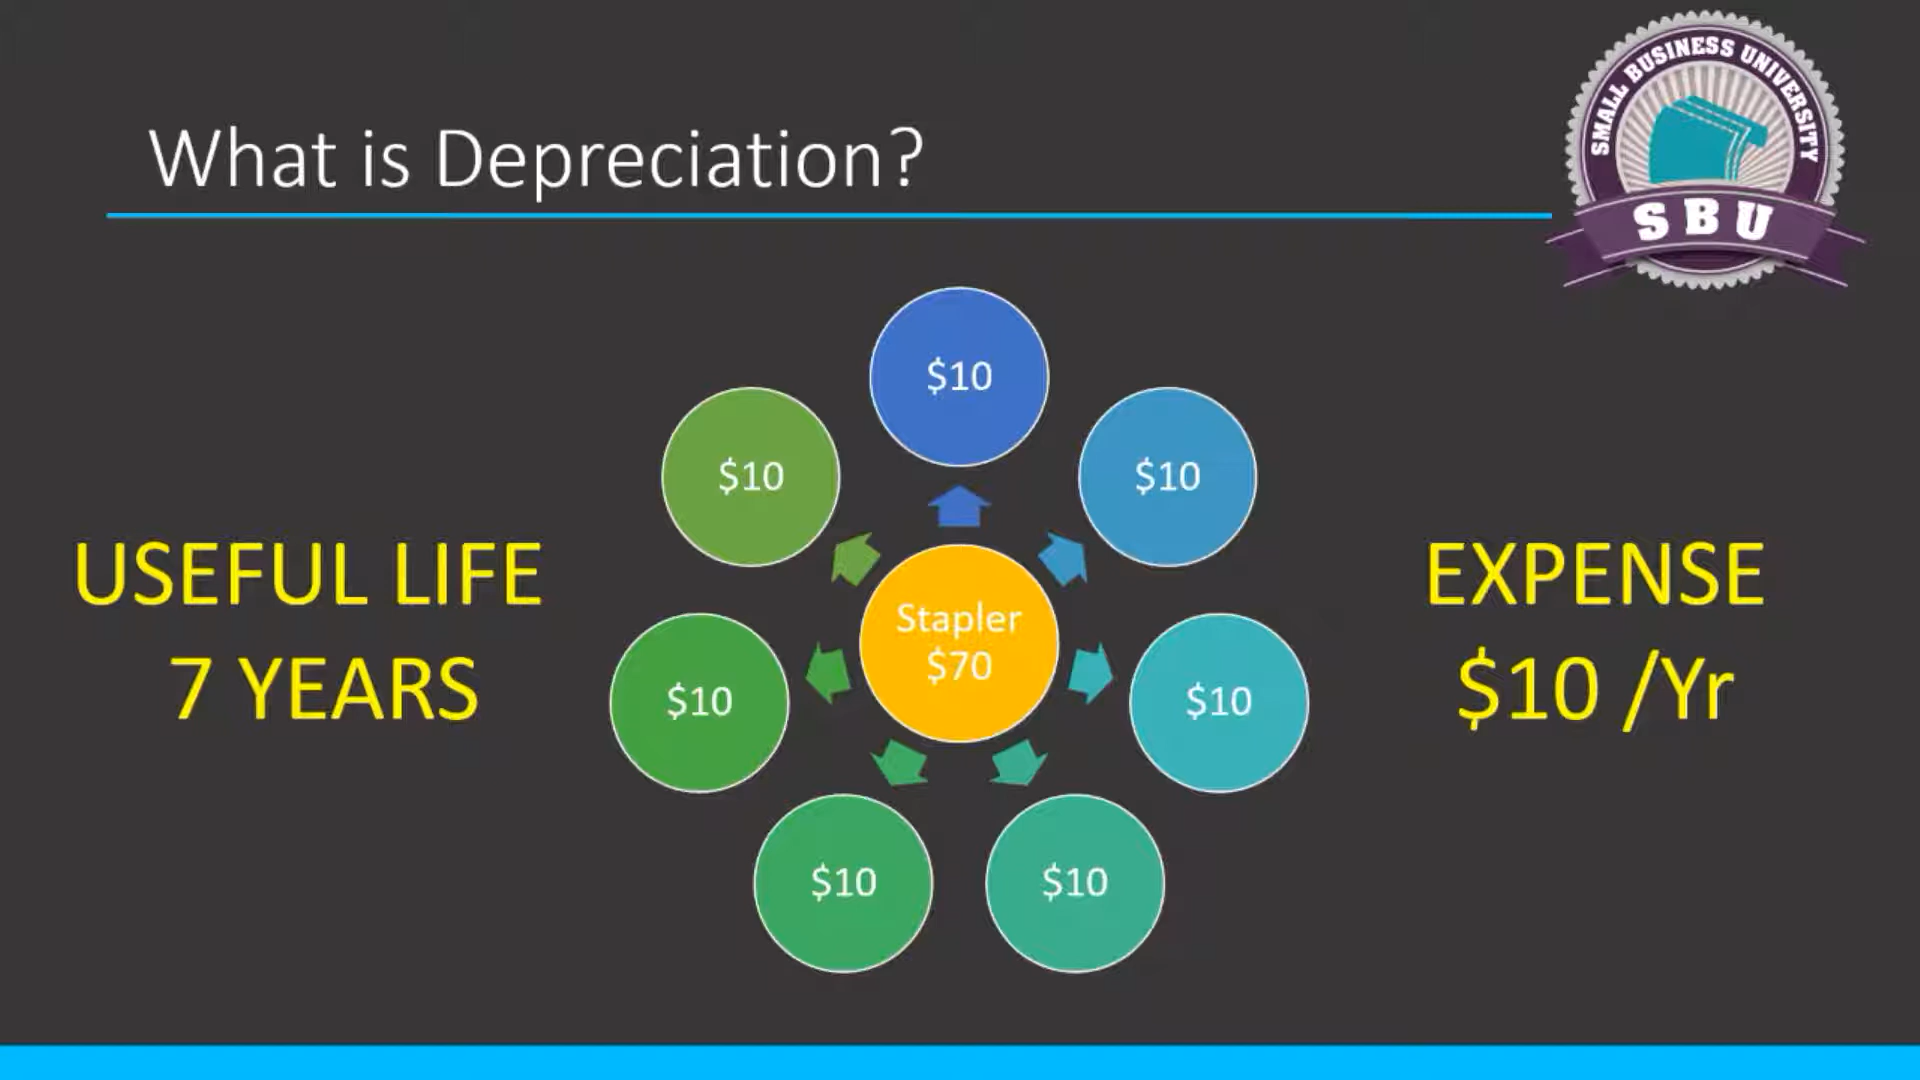 What is Depreciation?
SMALL BUSINESS UNIVERSITY
SBU
$10
$10
$10
USEFUL LIFE
7 YEARS
Stapler
$70
EXPENSE
$10 /Yr
$10
$10
$10
$10